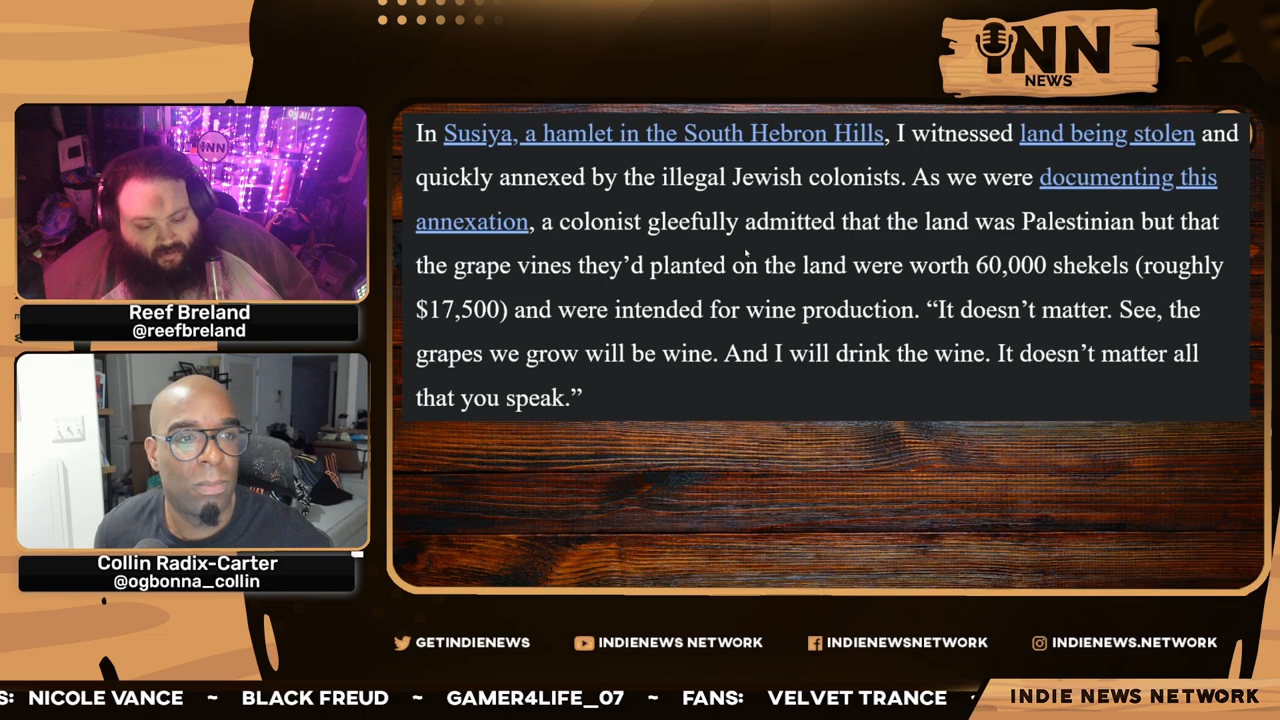 INN
NEWS
INN
Reef Breland
@reefbreland
Collin Radix-Carter
@ogbonna_collin
In Susiya, a hamlet in the South Hebron Hills, I witnessed land being stolen and
quickly annexed by the illegal Jewish colonists. As we were documenting this
annexation, a colonist gleefully admitted that the land was Palestinian but that
the grape vines they’d planted on the land were worth 60,000 shekels (roughly
$17,500) and were intended for wine production. “It doesn’t matter. See, the
grapes we grow will be wine. And I will drink the wine. It doesn’t matter all
that you speak.”
GETINDIENEWS INDIENEWS NETWORK INDIENEWSNETWORK INDIENEWS.NETWORK
S: NICOLE VANCE ~ BLACK FREUD ~ GAMER4LIFE_07 ~ FANS: VELVET TRANCE ~ INDIE NEWS NETWORK